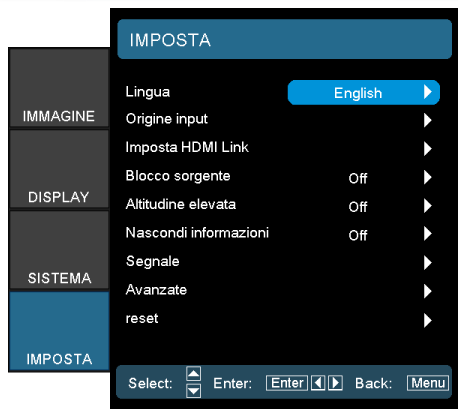 IMPOSTA
IMMAGINE
DISPLAY
SISTEMA
IMPOSTA
Lingua English
Origine input
Imposta HDMI Link
Blocco sorgente Off
Altitudine elevata Off
Nascondi informazioni Off
Segnale
Avanzate
reset
Select: Enter: Enter Back: Menu